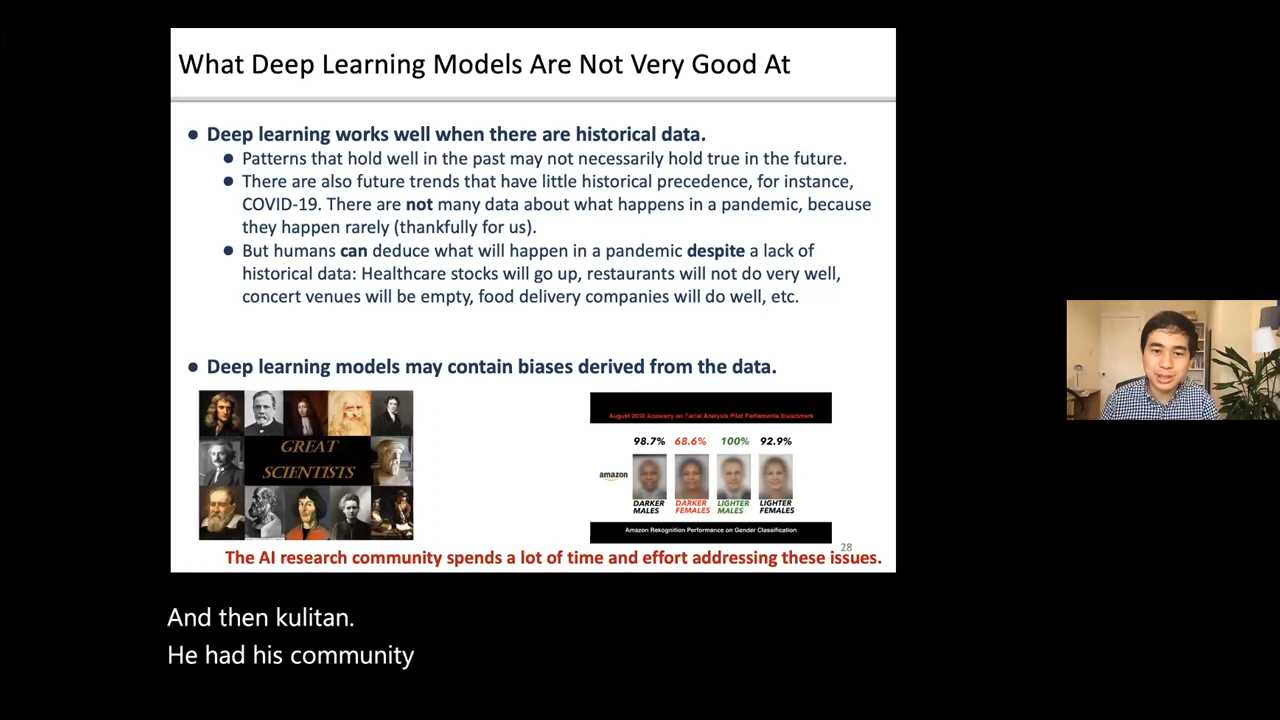 What Deep Learning Models Are Not Very Good At
● Deep learning works well when there are historical data.
● Patterns that hold well in the past may not necessarily hold true in the future.
● There are also future trends that have little historical precedence, for instance,
COVID-19. There are not many data about what happens in a pandemic, because
they happen rarely (thankfully for us).
● But humans can deduce what will happen in a pandemic despite a lack of
historical data: Healthcare stocks will go up, restaurants will not do very well,
concert venues will be empty, food delivery companies will do well, etc.
● Deep learning models may contain biases derived from the data.
GREAT
SCIENTISTS
August 2018 Accuracy on Facial Analysis Pilot Parliaments Benchmark
98.7% 68.6% 100% 92.9%
amazon
DARKER MALES
DARKER FEMALES
LIGHTER MALES
LIGHTER FEMALES
Amazon Rekognition Performance on Gender Classification
28
The AI research community spends a lot of time and effort addressing these issues.
And then kulitan.
He had his community